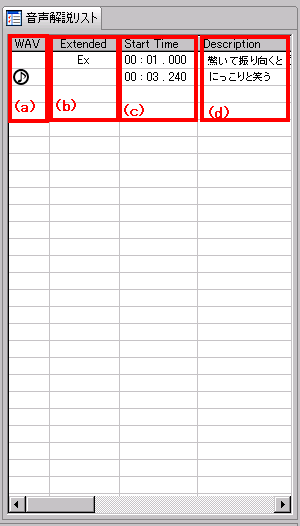 音声解説リスト
WAV Extended Start Time Description
Ex 00 : 01 . 000 驚いて振り向くと
00 : 03 . 240 にっこりと笑う
(a) (b) (c) (d)